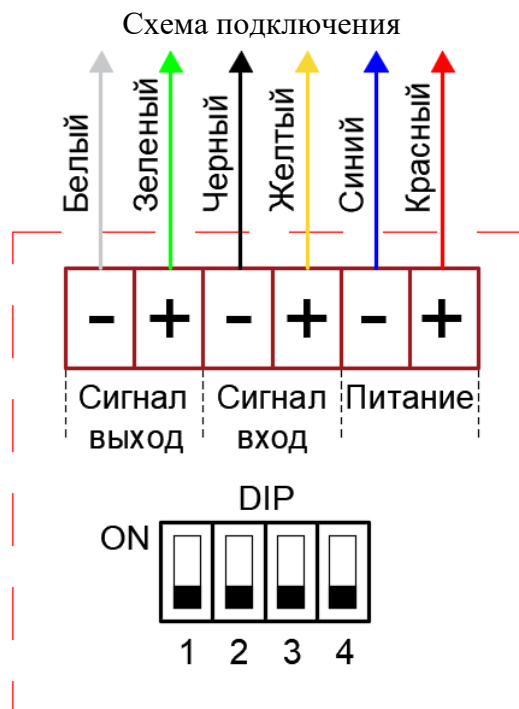 Схема подключения
Белый
Зеленый
Черный
Желтый
Синий
Красный
- + - + - +
Сигнал выход
Сигнал вход
Питание
DIP
ON
1 2 3 4